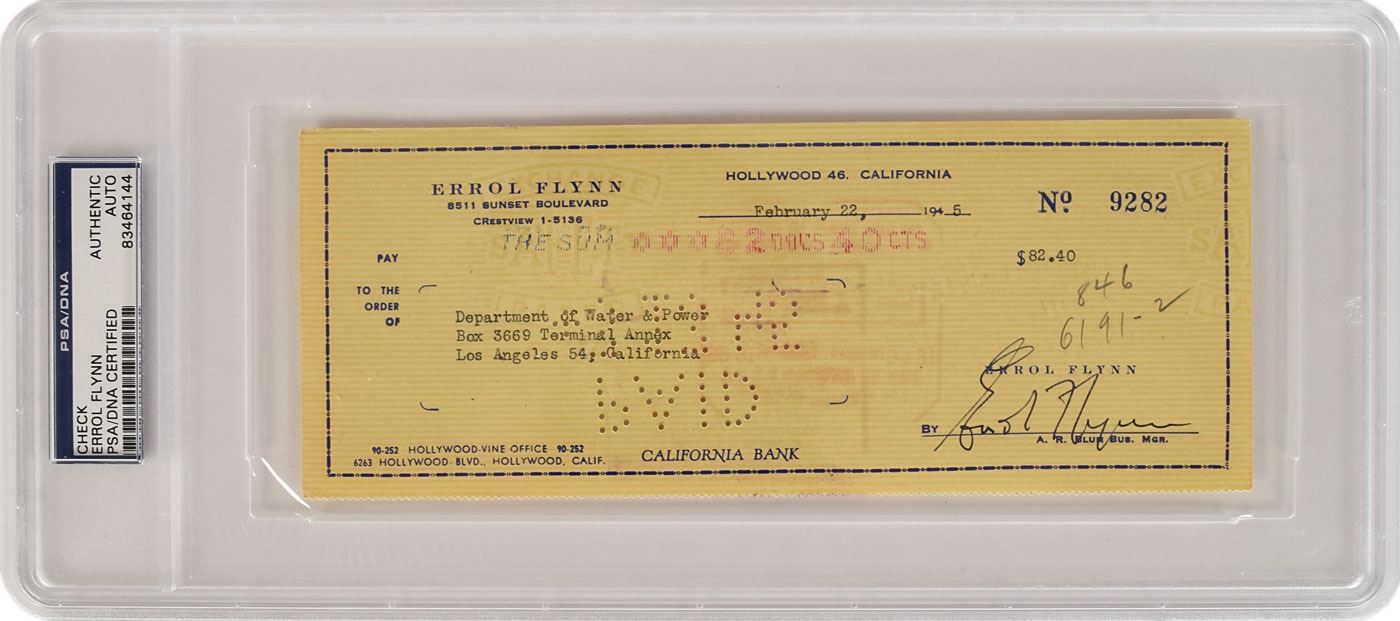 PSA/DNA
CHECK
ERROL FLYNN
PSA/DNA CERTIFIED
AUTHENTIC
AUTO
83464144
ERROL FLYNN
8511 SUNSET BOULEVARD
CRESTVIEW 1-5136
HOLLYWOOD 46, CALIFORNIA
February 22, 1945
Nº 9282
THE SUM 00082DOLS40CTS
PAY
TO THE
ORDER
OF
$82.40
846
6191-2
Department of Water & Power
Box 3669 Terminal Annex
Los Angeles 54, California
PAID
ERROL FLYNN
BY Errol Flynn
A. R. BLUM BUS. MGR.
90-252 HOLLYWOOD-VINE OFFICE 90-252
6263 HOLLYWOOD BLVD., HOLLYWOOD, CALIF.
CALIFORNIA BANK